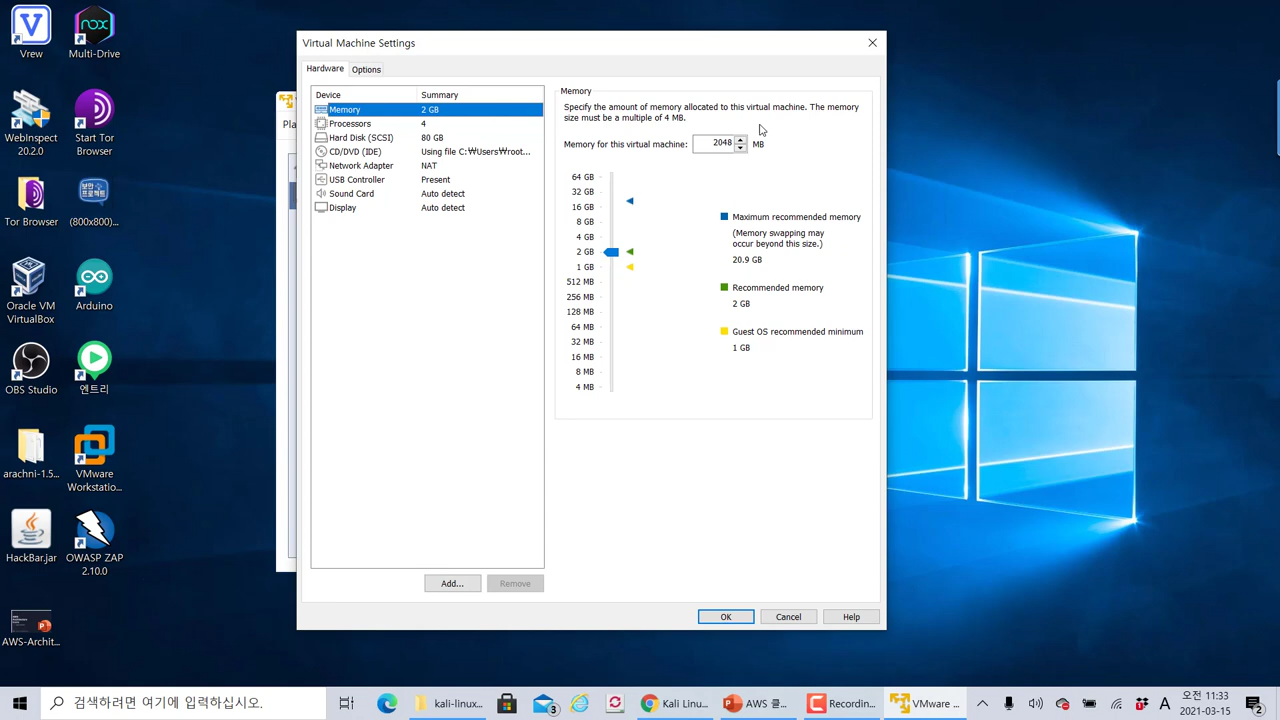 Vrew
Multi-Drive
WebInspect
20.2.0
Start Tor
Browser
Tor Browser
보안
프로젝트
(800x800)...
Oracle VM
VirtualBox
Arduino
OBS Studio
엔트리
arachni-1.5...
VMware
Workstatio...
HackBar.jar
OWASP ZAP
2.10.0
AWS-Archit...
Pla
Virtual Machine Settings
Hardware
Options
Device
Summary
Memory
2 GB
Processors
4
Hard Disk (SCSI)
80 GB
CD/DVD (IDE)
Using file C:₩Users₩root...
Network Adapter
NAT
USB Controller
Present
Sound Card
Auto detect
Display
Auto detect
Add...
Remove
Memory
Specify the amount of memory allocated to this virtual machine. The memory
size must be a multiple of 4 MB.
Memory for this virtual machine:
2048
MB
64 GB
32 GB
16 GB
8 GB
4 GB
2 GB
1 GB
512 MB
256 MB
128 MB
64 MB
32 MB
16 MB
8 MB
4 MB
Maximum recommended memory
(Memory swapping may
occur beyond this size.)
20.9 GB
Recommended memory
2 GB
Guest OS recommended minimum
1 GB
OK
Cancel
Help
검색하려면 여기에 입력하십시오.
kali-linux...
3
Kali Linu...
AWS 클...
Recordin...
VMware ...
A
오전 11:33
2021-03-15
2